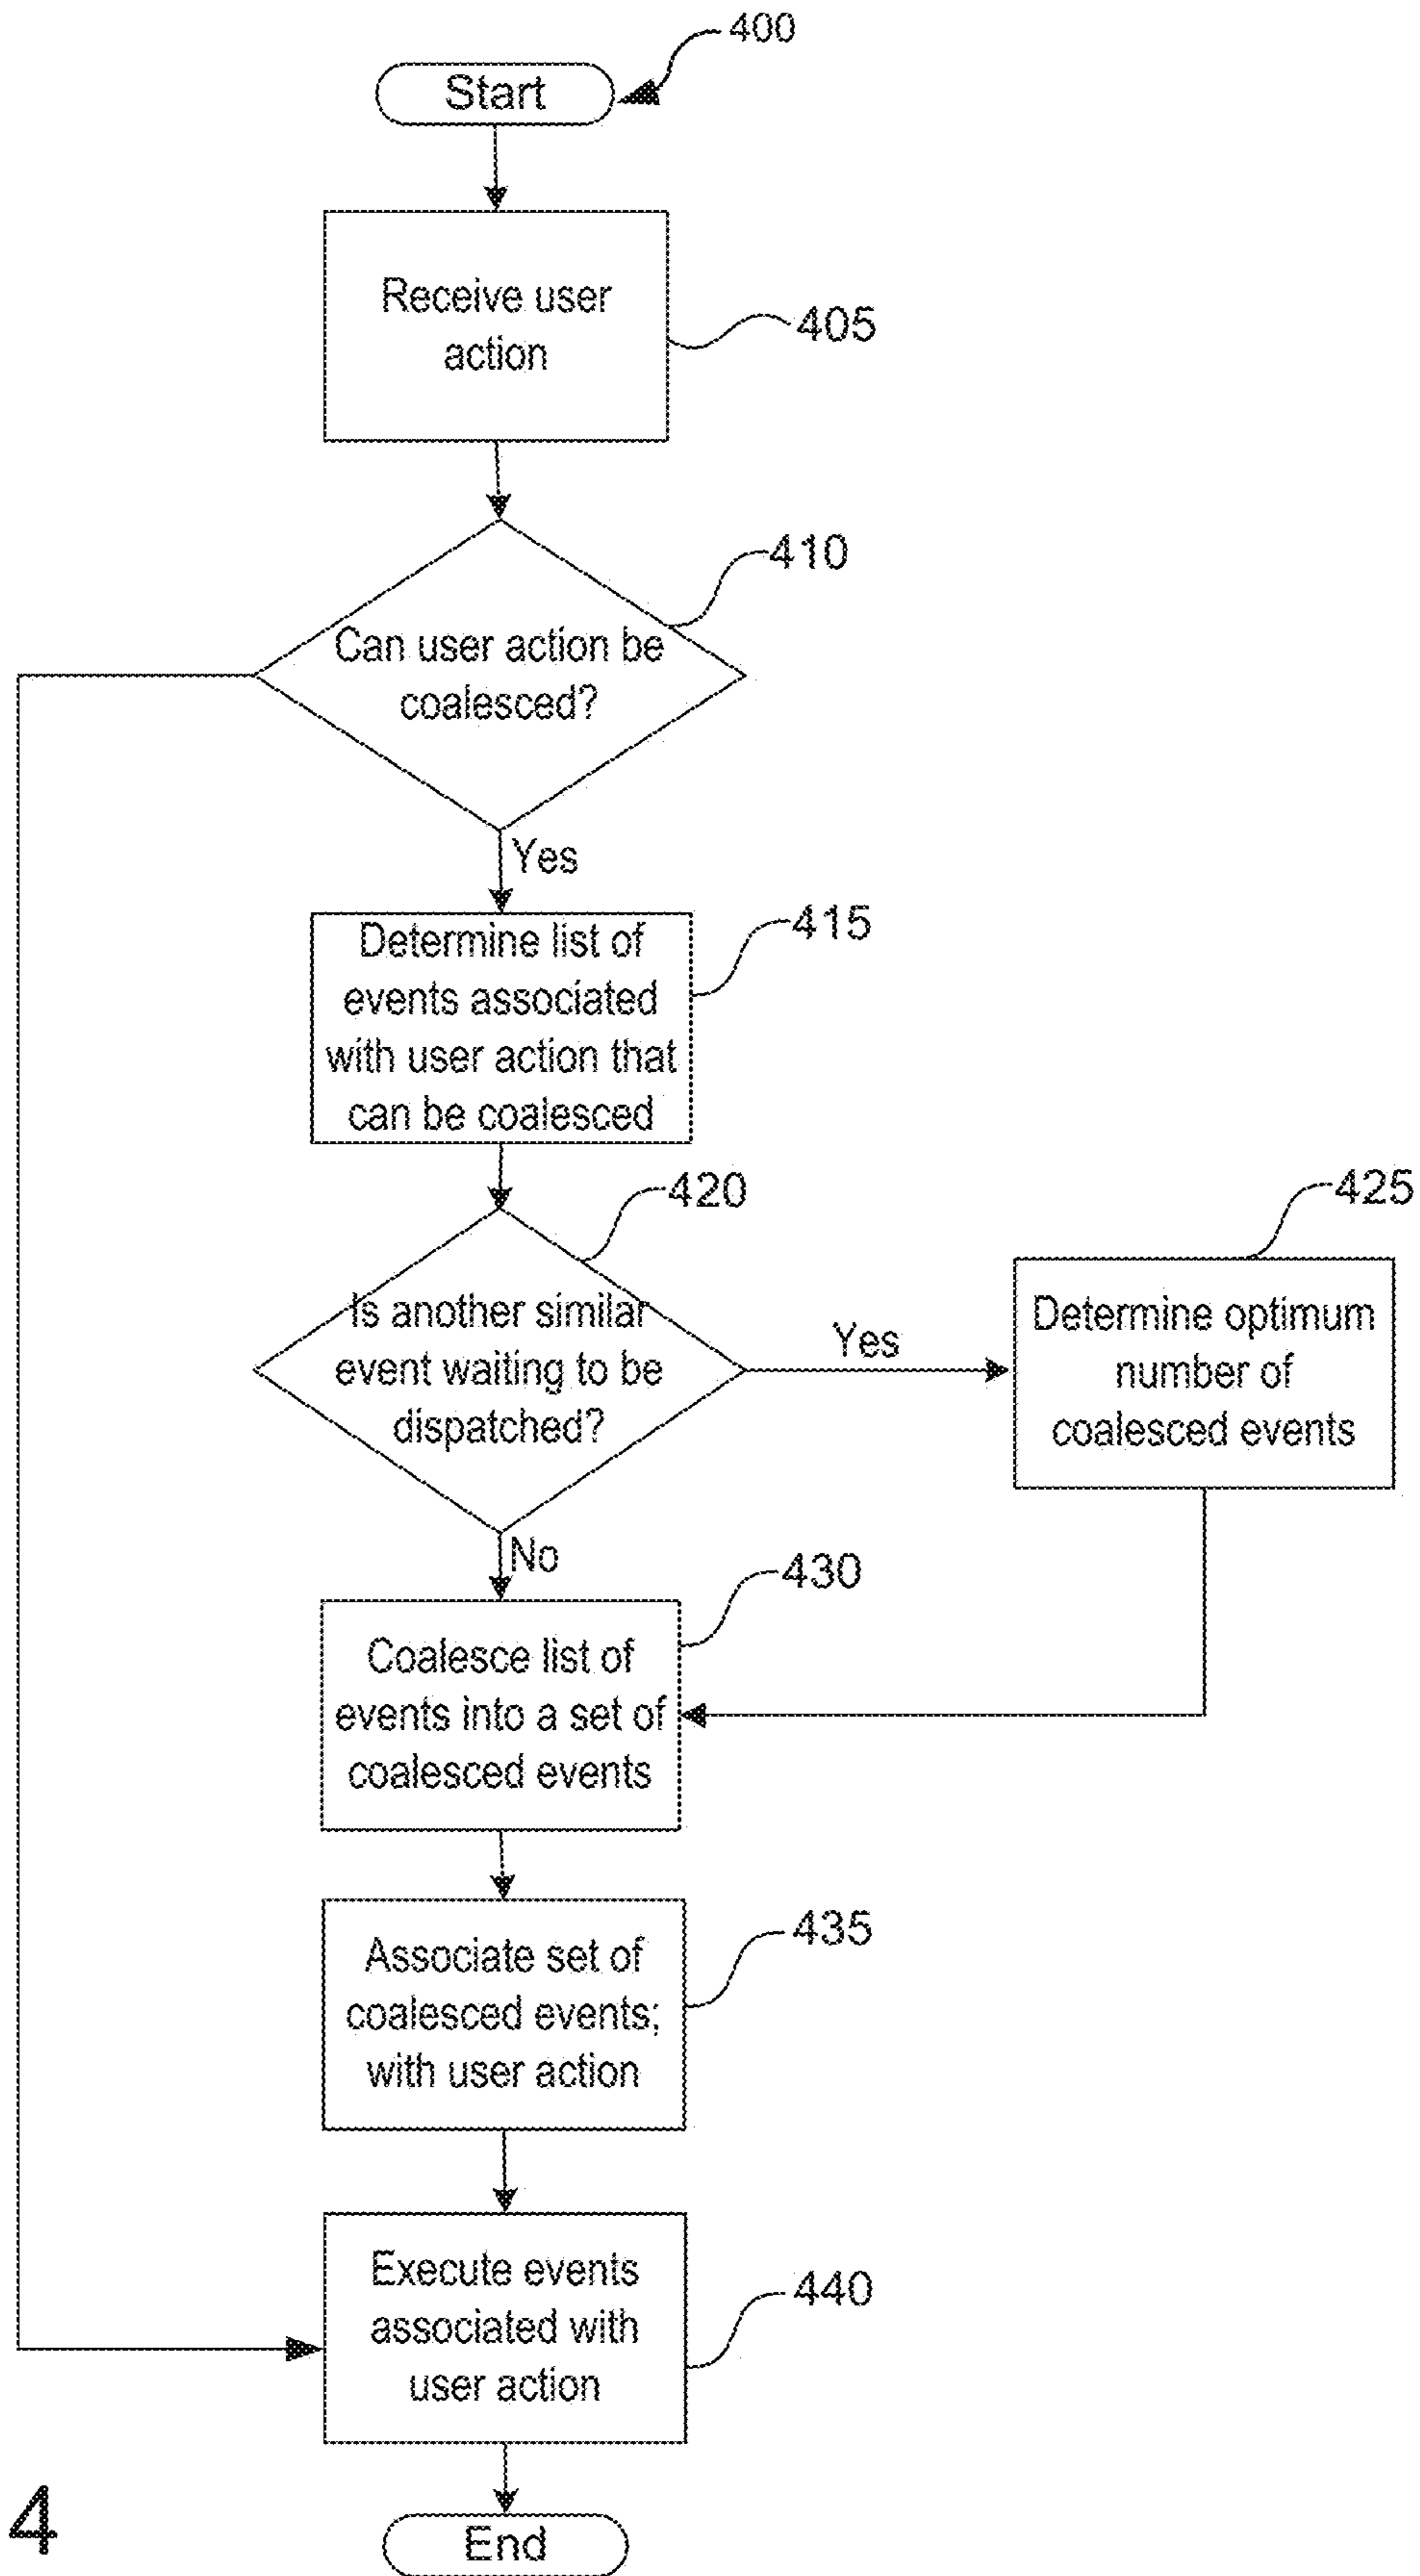 400
Start
Receive user
action
405
410
Can user action be
coalesced?
Yes
Determine list of
events associated
with user action that
can be coalesced
415
420
Is another similar
event waiting to be
dispatched?
Yes
425
Determine optimum
number of
coalesced events
No
430
Coalesce list of
events into a set of
coalesced events
Associate set of
coalesced events;
with user action
435
Execute events
associated with
user action
440
End
4